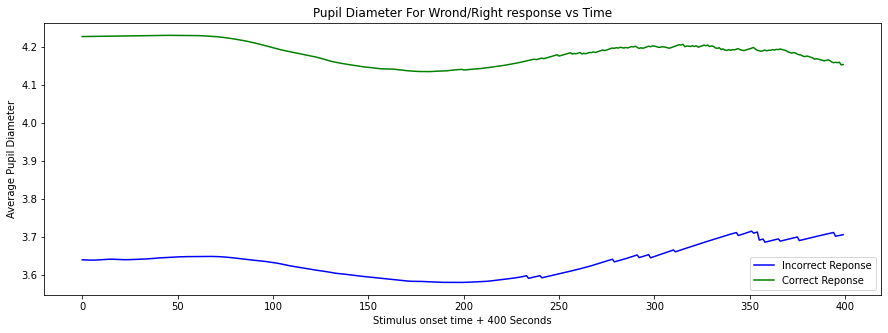 Pupil Diameter For Wrond/Right response vs Time
Average Pupil Diameter
4.2
4.1
4.0
3.9
3.8
3.7
3.6
Incorrect Reponse
Correct Reponse
0 50 100 150 200 250 300 350 400
Stimulus onset time + 400 Seconds